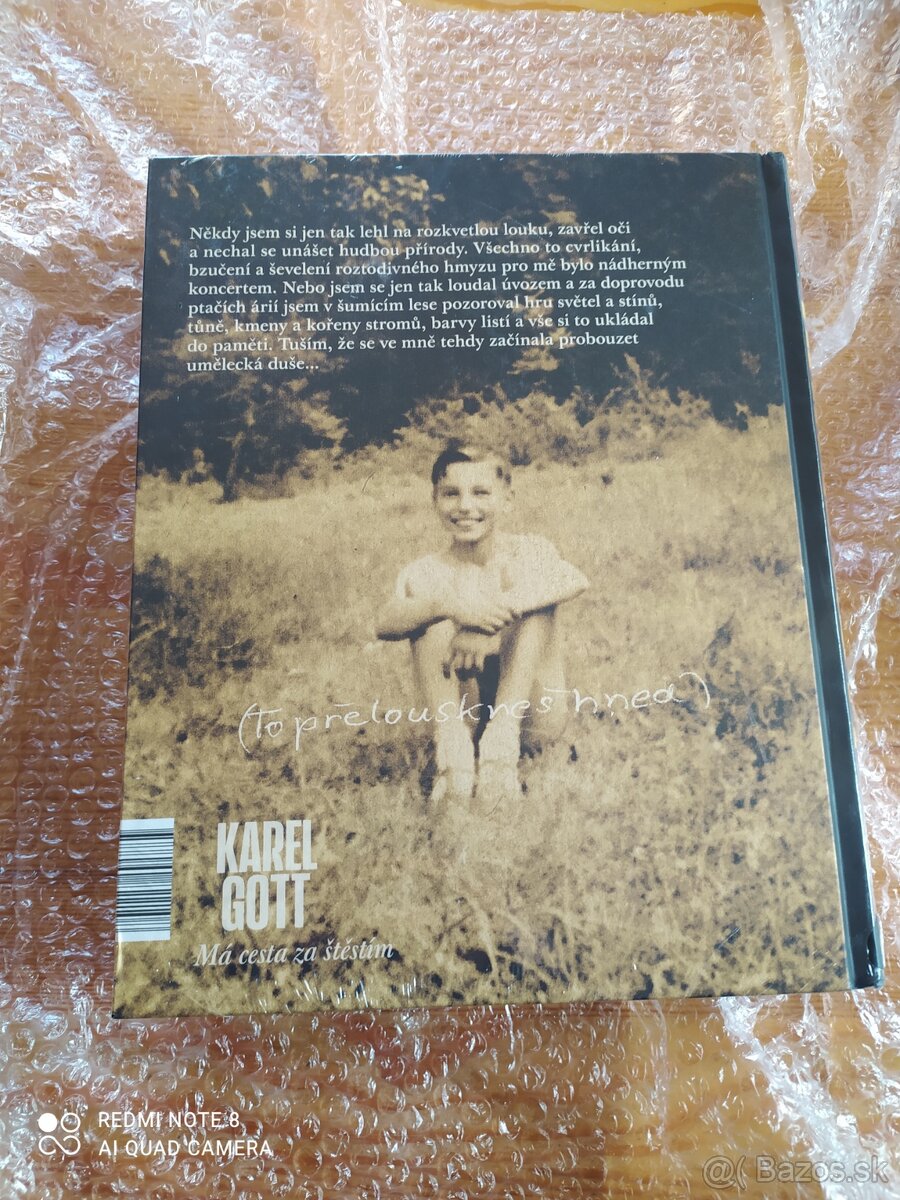 Někdy jsem si jen tak lehl na rozkvetlou louku, zavřel oči
a nechal se unášet hudbou přírody. Všechno to cvrlikání,
bzučení a ševelení roztodivného hmyzu pro mě bylo nádherným
koncertem. Nebo jsem se jen tak loudal úvozem a za doprovodu
ptačích árií jsem v šumícím lese pozoroval hru světel a stínů,
tůně, kmeny a kořeny stromů, barvy listí a vše si to ukládal
do paměti. Tuším, že se ve mně tehdy začínala probouzet
umělecká duše...
(to přelouskneš hned)
KAREL
GOTT
Má cesta za štěstím
REDMI NOTE 8
AI QUAD CAMERA
@( Bazos.sk